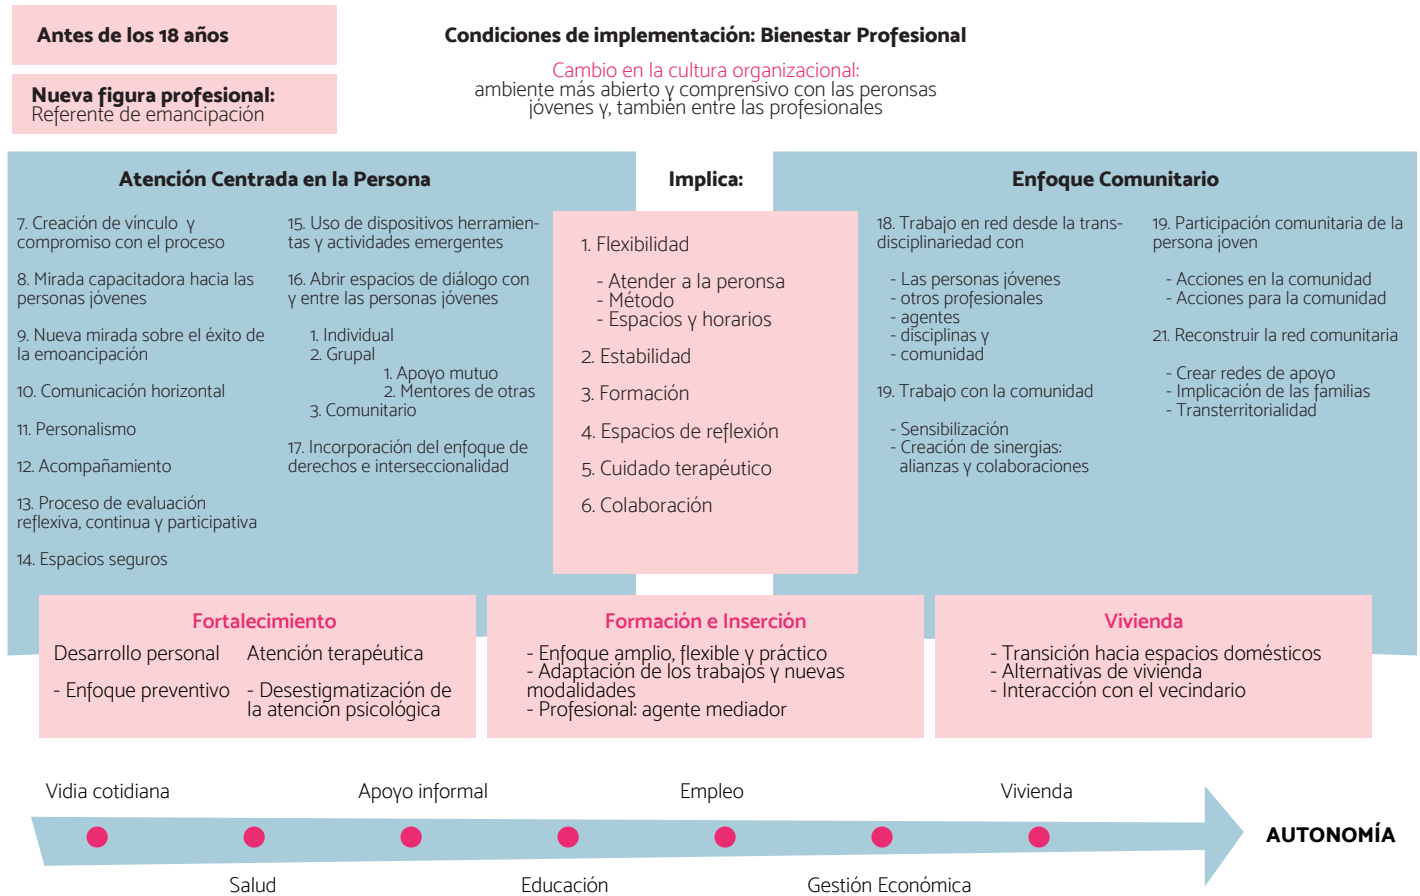 Antes de los 18 años
Nueva figura profesional:
Referente de emancipación
Condiciones de implementación: Bienestar Profesional
Cambio en la cultura organizacional:
ambiente más abierto y comprensivo con las peronsas
jóvenes y, también entre las profesionales
Atención Centrada en la Persona
7. Creación de vínculo y
compromiso con el proceso
8. Mirada capacitadora hacia las
personas jóvenes
9. Nueva mirada sobre el éxito de
la emoancipación
10. Comunicación horizontal
11. Personalismo
12. Acompañamiento
13. Proceso de evaluación
reflexiva, continua y participativa
14. Espacios seguros
15. Uso de dispositivos herramien-
tas y actividades emergentes
16. Abrir espacios de diálogo con
y entre las personas jóvenes
1. Individual
2. Grupal
1. Apoyo mutuo
2. Mentores de otras
3. Comunitario
17. Incorporación del enfoque de
derechos e interseccionalidad
Implica:
1. Flexibilidad
- Atender a la peronsa
- Método
- Espacios y horarios
2. Estabilidad
3. Formación
4. Espacios de reflexión
5. Cuidado terapéutico
6. Colaboración
Enfoque Comunitario
18. Trabajo en red desde la trans-
disciplinariedad con
- Las personas jóvenes
- otros profesionales
- agentes
- disciplinas y
- comunidad
19. Trabajo con la comunidad
- Sensibilización
- Creación de sinergias:
alianzas y colaboraciones
19. Participación comunitaria de la
persona joven
- Acciones en la comunidad
- Acciones para la comunidad
21. Reconstruir la red comunitaria
- Crear redes de apoyo
- Implicación de las familias
- Transterritorialidad
Fortalecimiento
Desarrollo personal
- Enfoque preventivo
Atención terapéutica
- Desestigmatización de
la atención psicológica
Formación e Inserción
- Enfoque amplio, flexible y práctico
- Adaptación de los trabajos y nuevas
modalidades
- Profesional: agente mediador
Vivienda
- Transición hacia espacios domésticos
- Alternativas de vivienda
- Interacción con el vecindario
Vidia cotidiana
Salud
Apoyo informal
Educación
Empleo
Gestión Económica
Vivienda
AUTONOMÍA